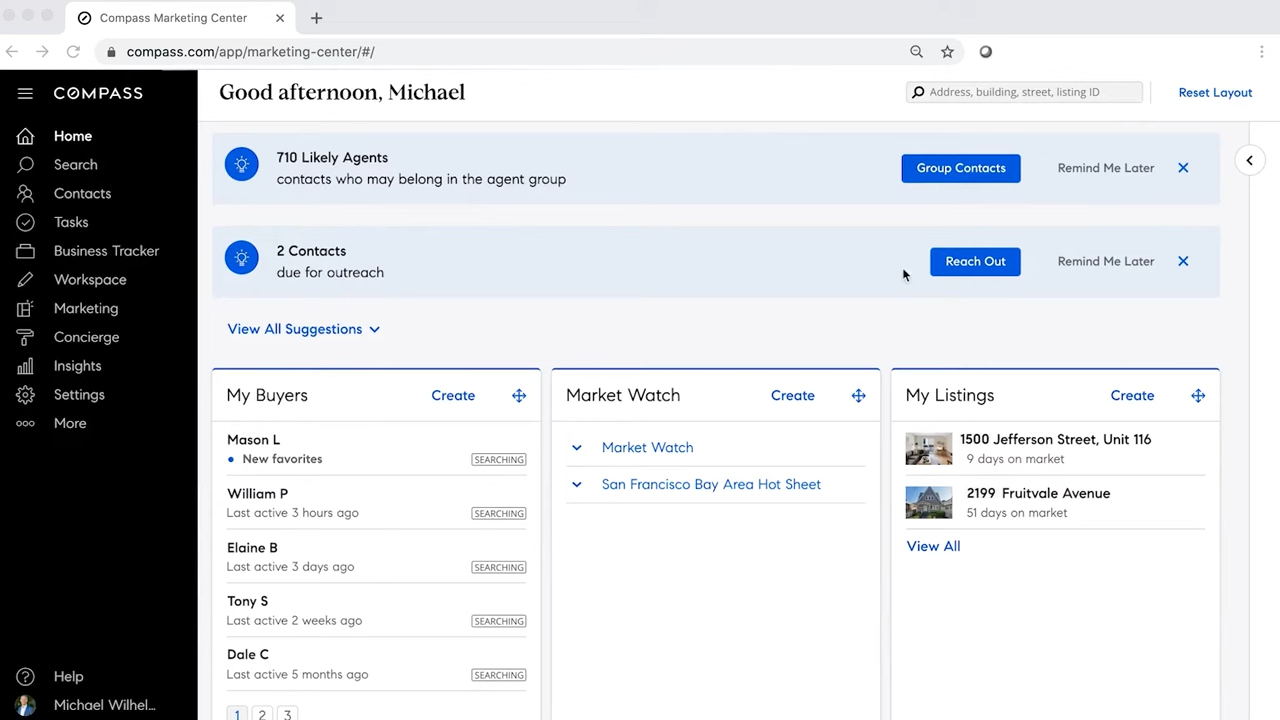 Compass Marketing Center
compass.com/app/marketing-center/#/
COMPASS
Good afternoon, Michael
Address, building, street, listing ID
Reset Layout
Home
Search
Contacts
Tasks
Business Tracker
Workspace
Marketing
Concierge
Insights
Settings
More
Help
Michael Wilhel...
710 Likely Agents
contacts who may belong in the agent group
Group Contacts
Remind Me Later
2 Contacts
due for outreach
Reach Out
Remind Me Later
View All Suggestions
My Buyers
Create
Mason L
New favorites
SEARCHING
William P
Last active 3 hours ago
SEARCHING
Elaine B
Last active 3 days ago
SEARCHING
Tony S
Last active 2 weeks ago
SEARCHING
Dale C
Last active 5 months ago
SEARCHING
1 2 3
Market Watch
Create
Market Watch
San Francisco Bay Area Hot Sheet
My Listings
Create
1500 Jefferson Street, Unit 116
9 days on market
2199 Fruitvale Avenue
51 days on market
View All